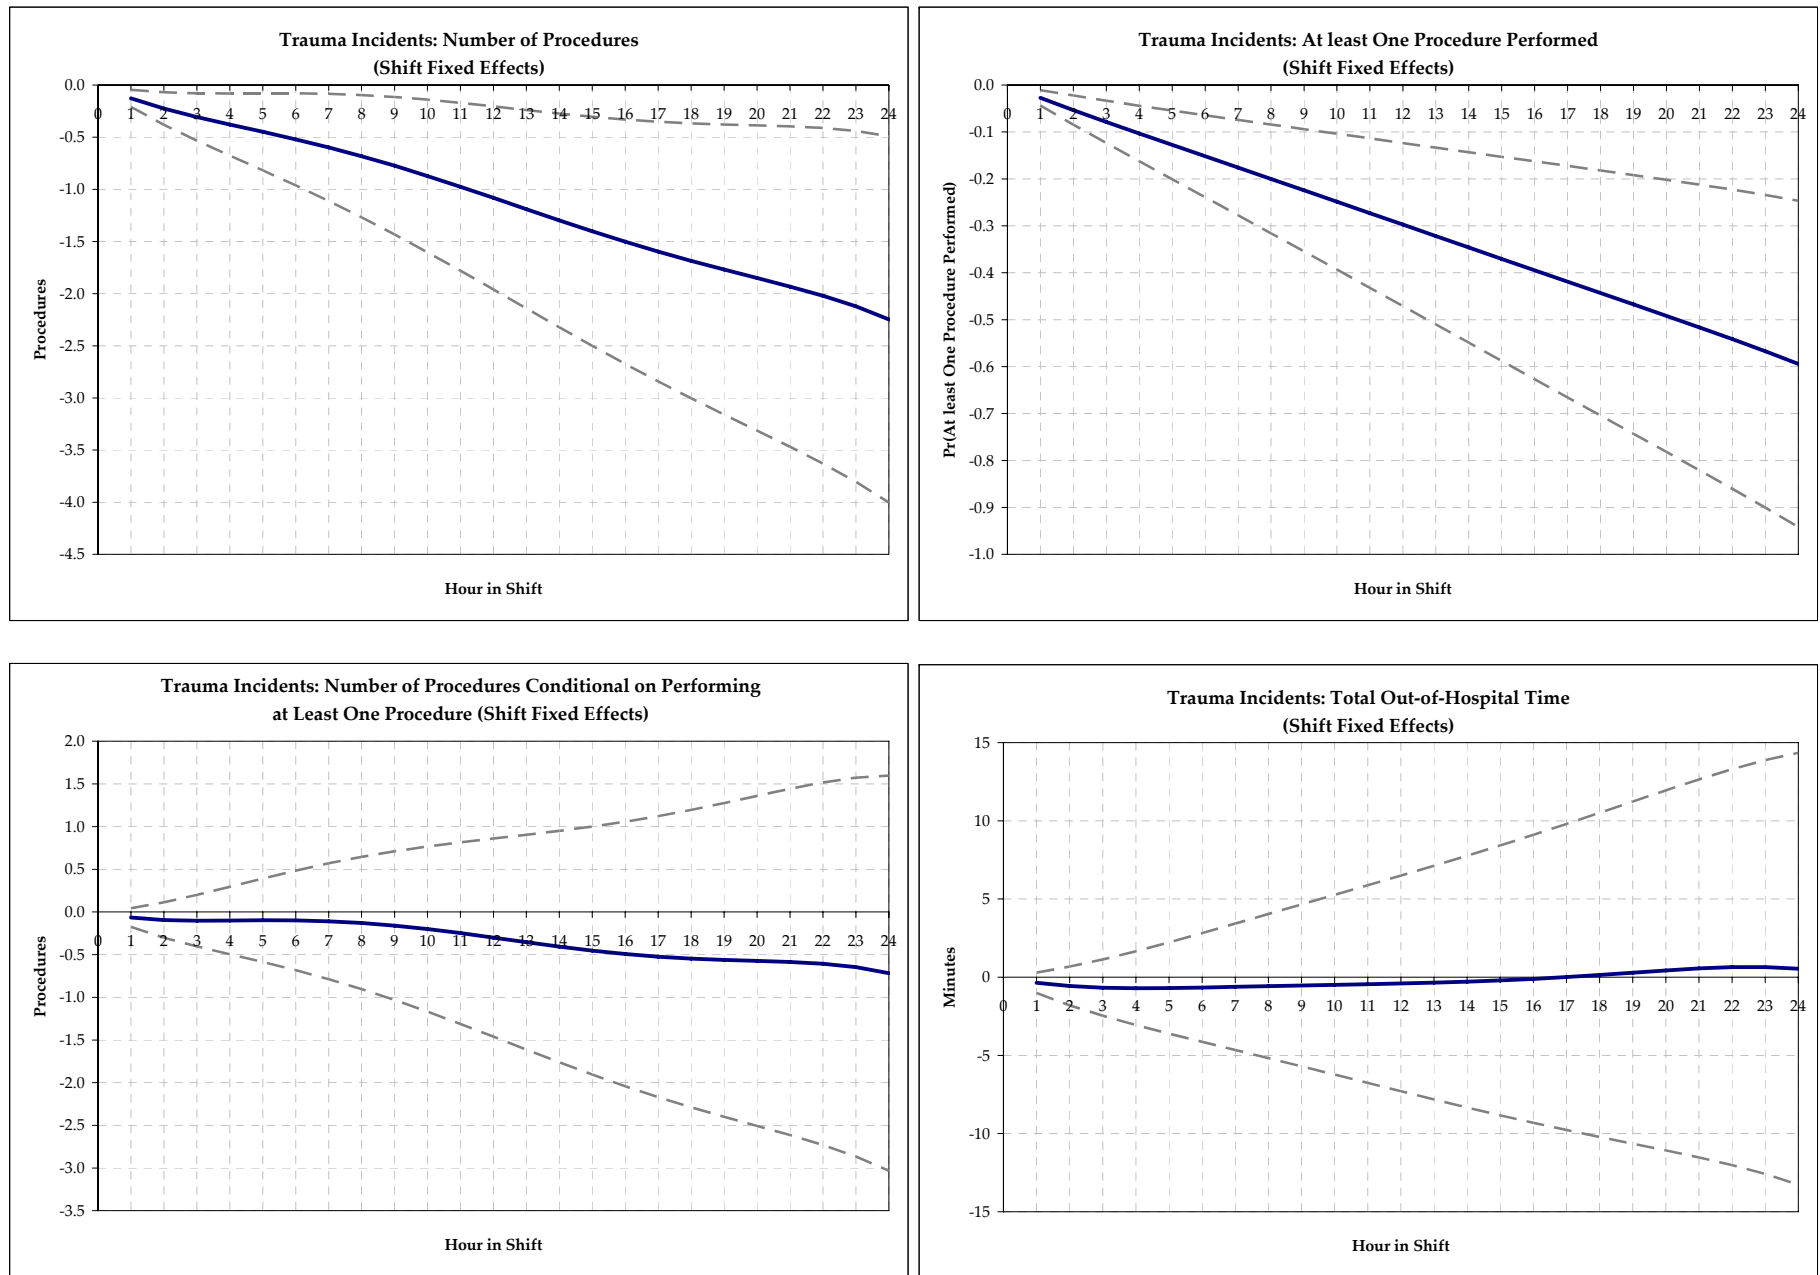 Trauma Incidents: Number of Procedures
(Shift Fixed Effects)
0.0
-0.5
-1.0
-1.5
-2.0
-2.5
-3.0
-3.5
-4.0
-4.5
0 1 2 3 4 5 6 7 8 9 10 11 12 13 14 15 16 17 18 19 20 21 22 23 24
Procedures
Hour in Shift
Trauma Incidents: At least One Procedure Performed
(Shift Fixed Effects)
0.0
-0.1
-0.2
-0.3
-0.4
-0.5
-0.6
-0.7
-0.8
-0.9
-1.0
0 1 2 3 4 5 6 7 8 9 10 11 12 13 14 15 16 17 18 19 20 21 22 23 24
Pr(At least One Procedure Performed)
Hour in Shift
Trauma Incidents: Number of Procedures Conditional on Performing
at Least One Procedure (Shift Fixed Effects)
2.0
1.5
1.0
0.5
0.0
-0.5
-1.0
-1.5
-2.0
-2.5
-3.0
-3.5
0 1 2 3 4 5 6 7 8 9 10 11 12 13 14 15 16 17 18 19 20 21 22 23 24
Procedures
Hour in Shift
Trauma Incidents: Total Out-of-Hospital Time
(Shift Fixed Effects)
15
10
5
0
-5
-10
-15
0 1 2 3 4 5 6 7 8 9 10 11 12 13 14 15 16 17 18 19 20 21 22 23 24
Minutes
Hour in Shift